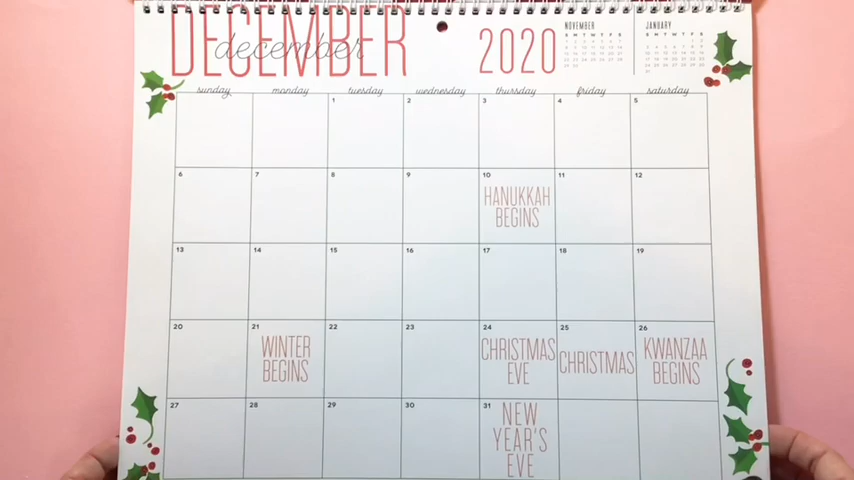 DECEMBER
december
2020
NOVEMBER
JANUARY
sunday monday tuesday wednesday thursday friday saturday
1 2 3 4 5
6 7 8 9 10 11 12
HANUKKAH
BEGINS
13 14 15 16 17 18 19
20 21 22 23 24 25 26
WINTER
BEGINS
CHRISTMAS
EVE
CHRISTMAS
KWANZAA
BEGINS
27 28 29 30 31
NEW
YEAR'S
EVE